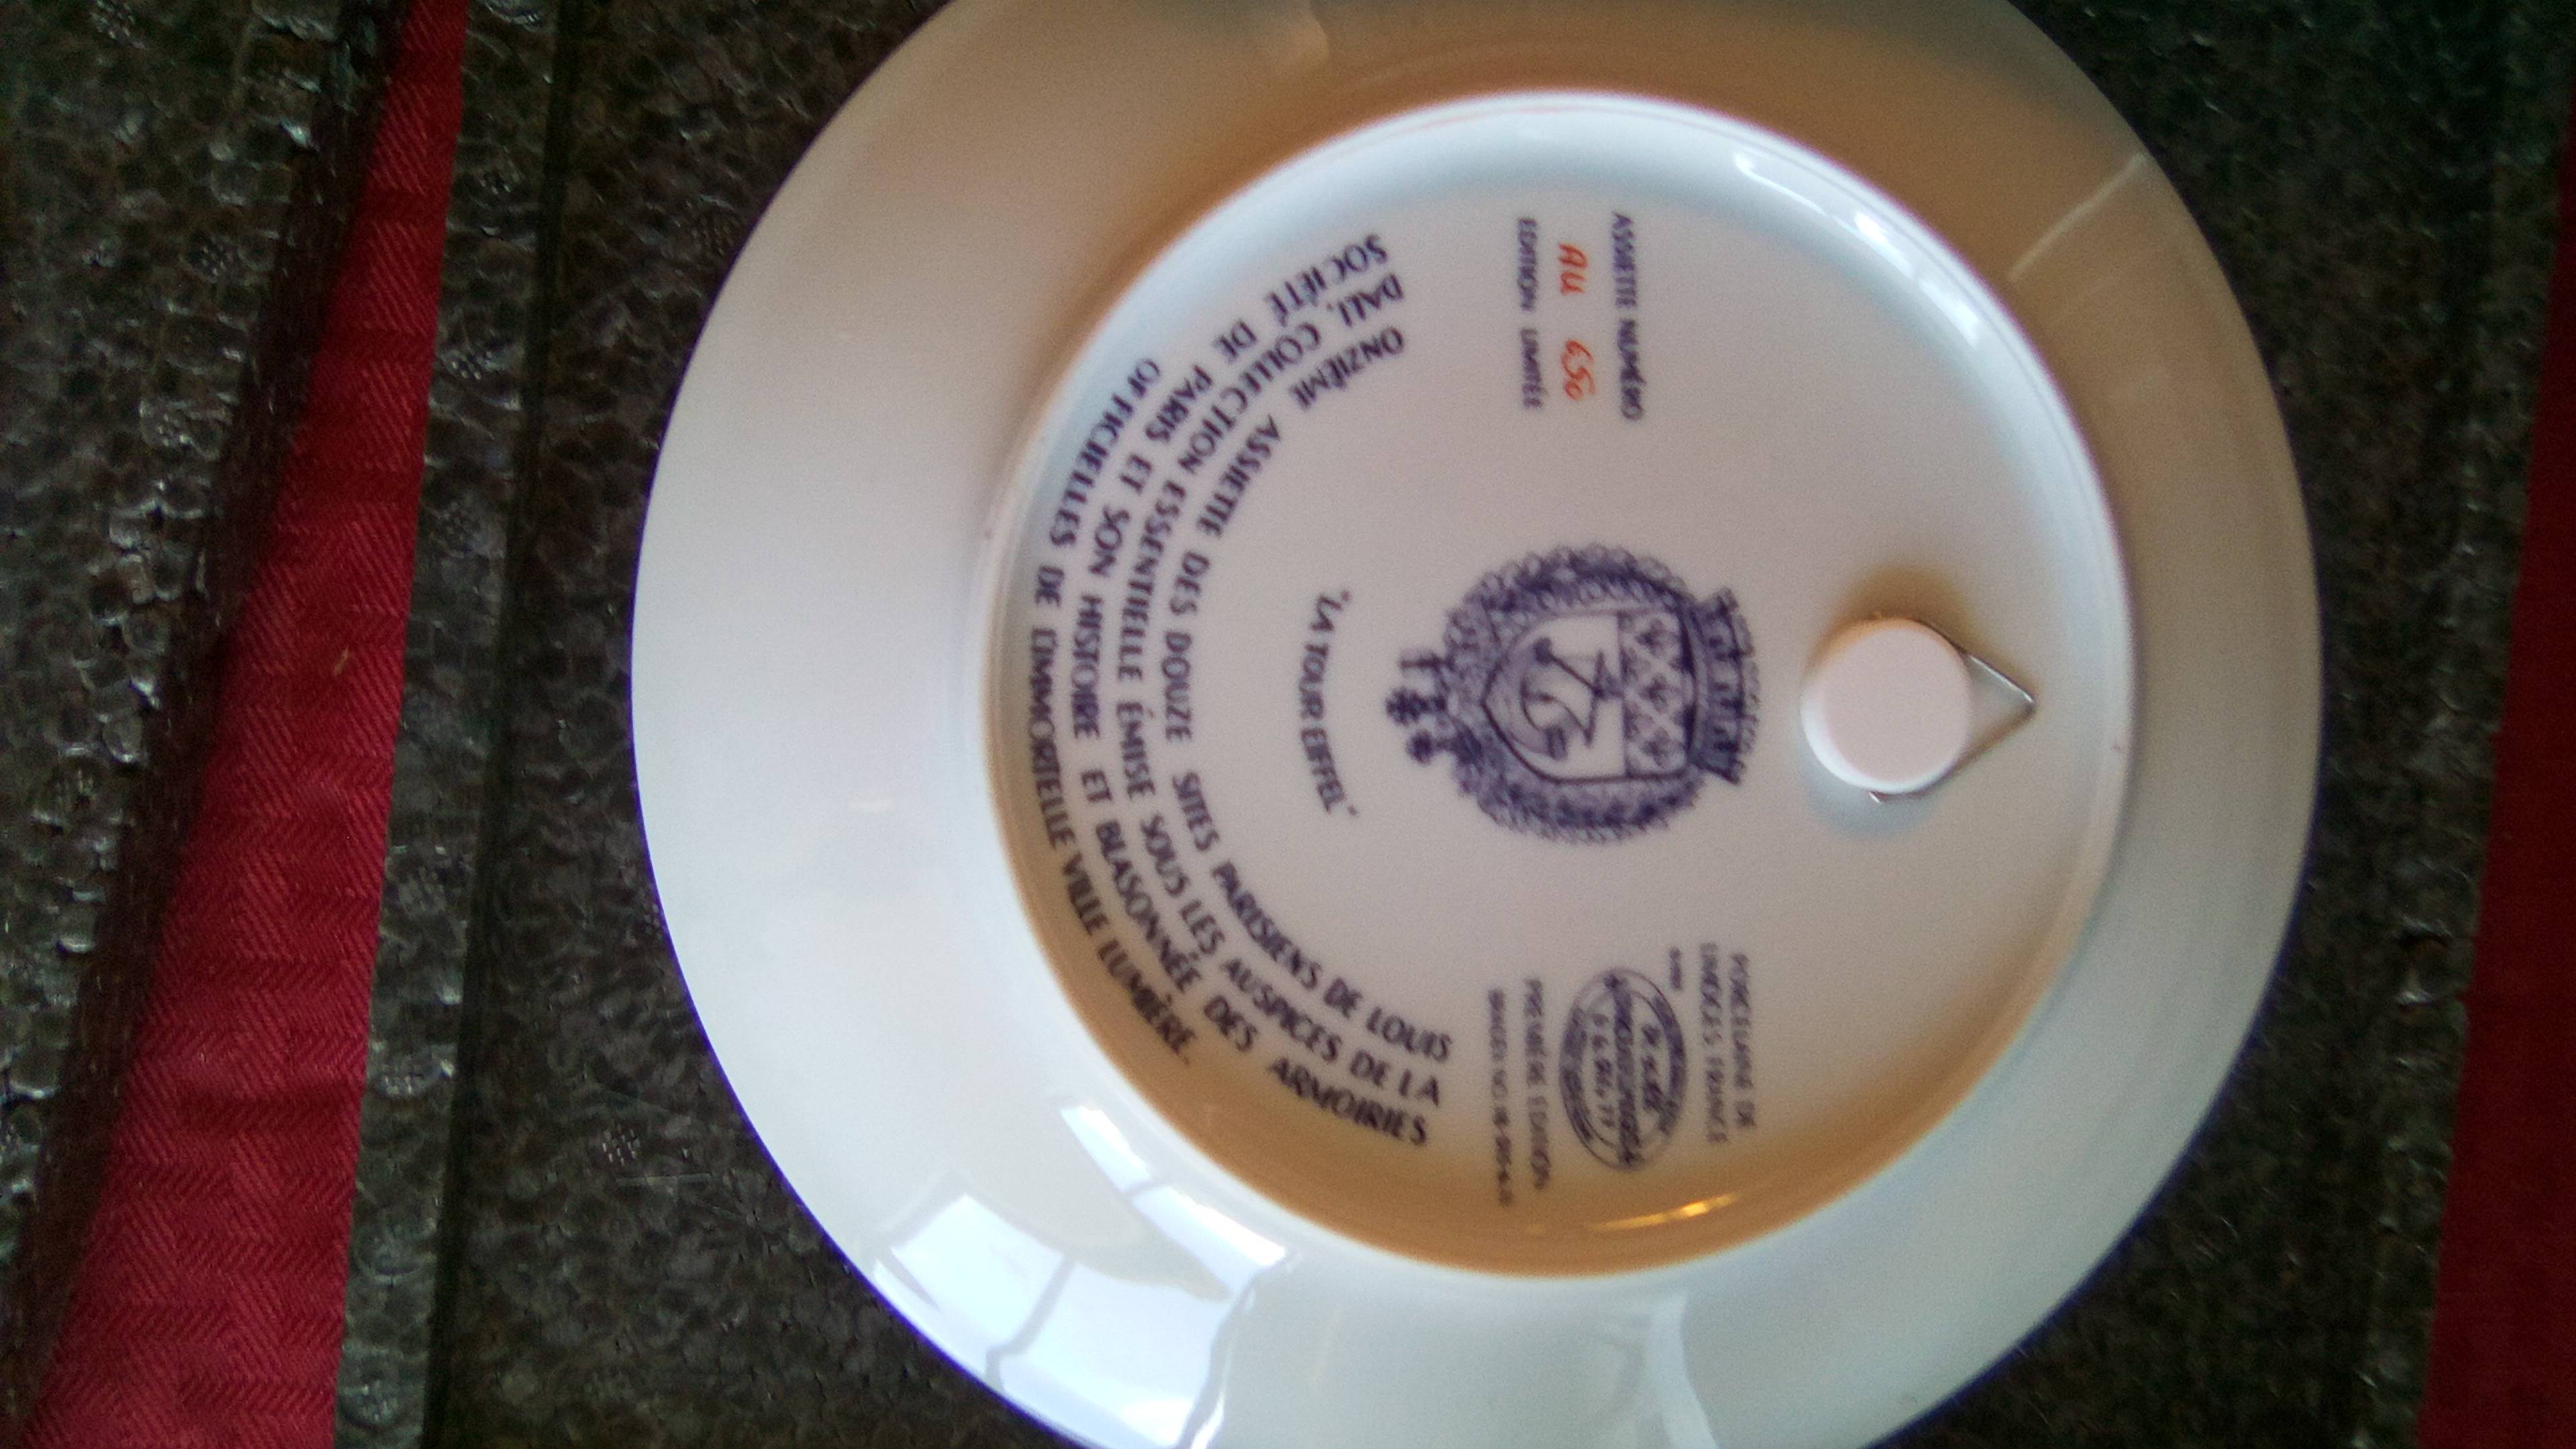 ASSIETTE NUMÉRO
AU 650
EDITION LIMITÉE
PORCELAINE DE
LIMOGES FRANCE
PREMIÈRE EDITION
"LA TOUR EIFFEL"
ONZIÈME ASSIETTE DES DOUZE SITES PARISIENS DE LOUIS
DALI, COLLECTION ESSENTIELLE ÉMISE SOUS LES AUSPICES DE LA
SOCIÉTÉ DE PARIS ET SON HISTOIRE ET BLASONNÉE DES ARMOIRIES
OFFICIELLES DE L'IMMORTELLE VILLE LUMIÈRE.